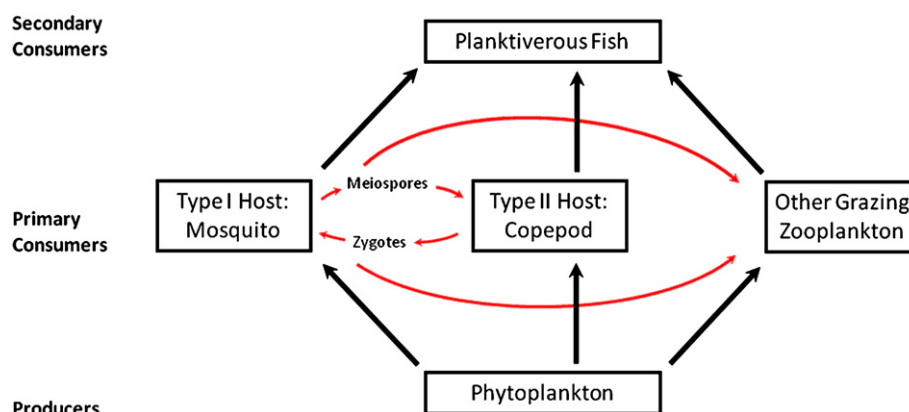 Secondary
Consumers
Planktiverous Fish
Meiospores
Type I Host:
Mosquito
Type II Host:
Copepod
Other Grazing
Zooplankton
Primary
Consumers
Zygotes
Phytoplankton
Producers